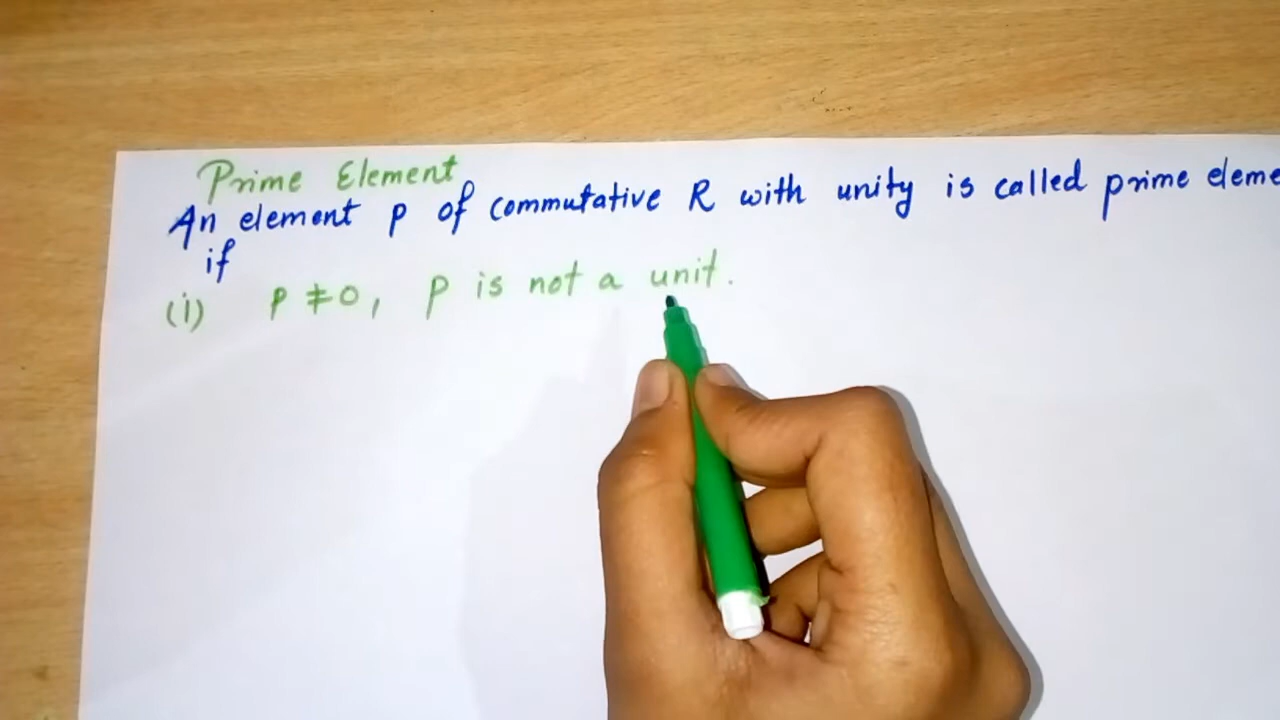 Prime Element
An element p of commutative R with unity is called prime eleme
if
(i) p ≠ 0, p is not a unit.